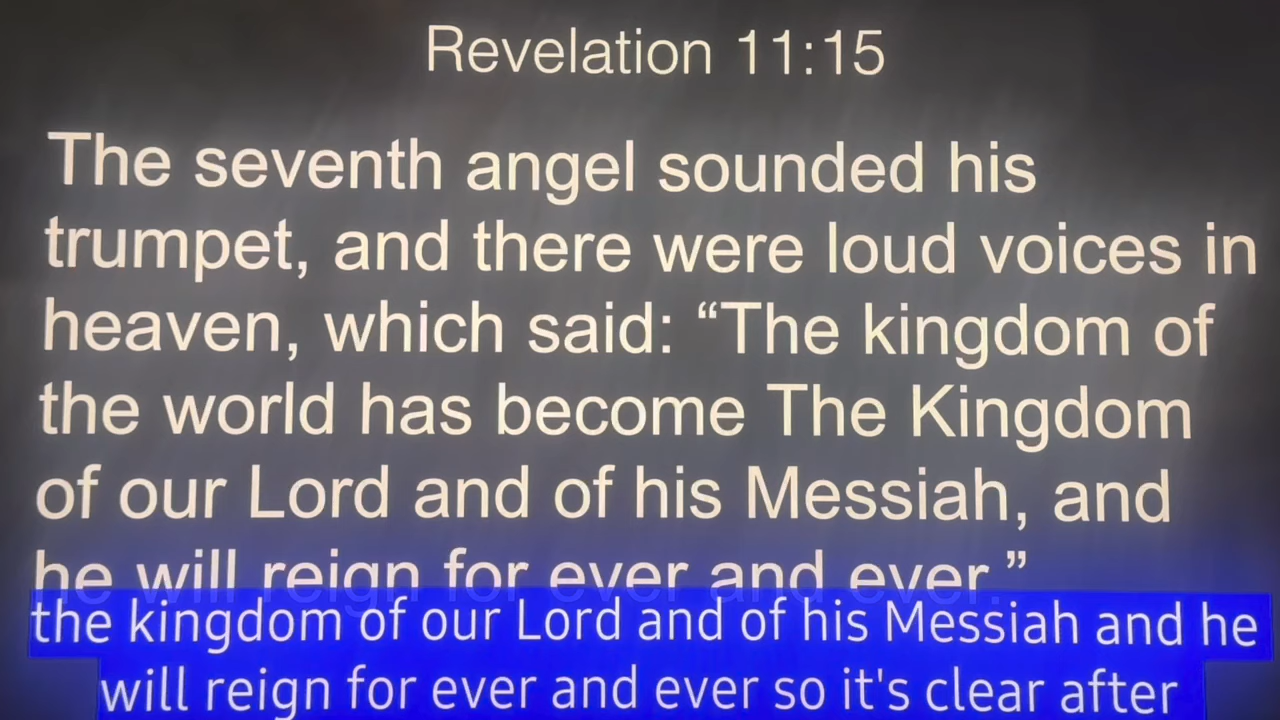 Revelation 11:15
The seventh angel sounded his
trumpet, and there were loud voices in
heaven, which said: “The kingdom of
the world has become The Kingdom
of our Lord and of his Messiah, and
he will reign for ever and ever.”
the kingdom of our Lord and of his Messiah and he
will reign for ever and ever so it's clear after